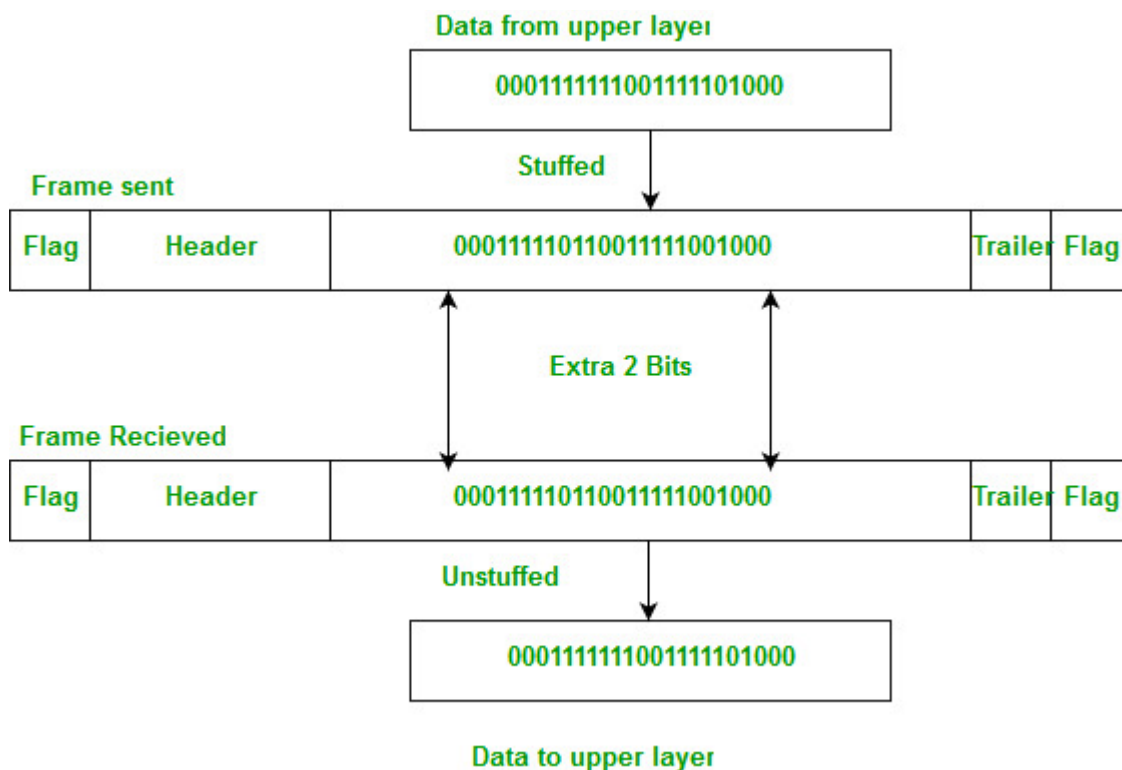 Data from upper layer
0001111111001111101000
Stuffed
Frame sent
Flag Header 000111110110011111001000 Trailer Flag
Extra 2 Bits
Frame Recieved
Flag Header 000111110110011111001000 Trailer Flag
Unstuffed
0001111111001111101000
Data to upper layer